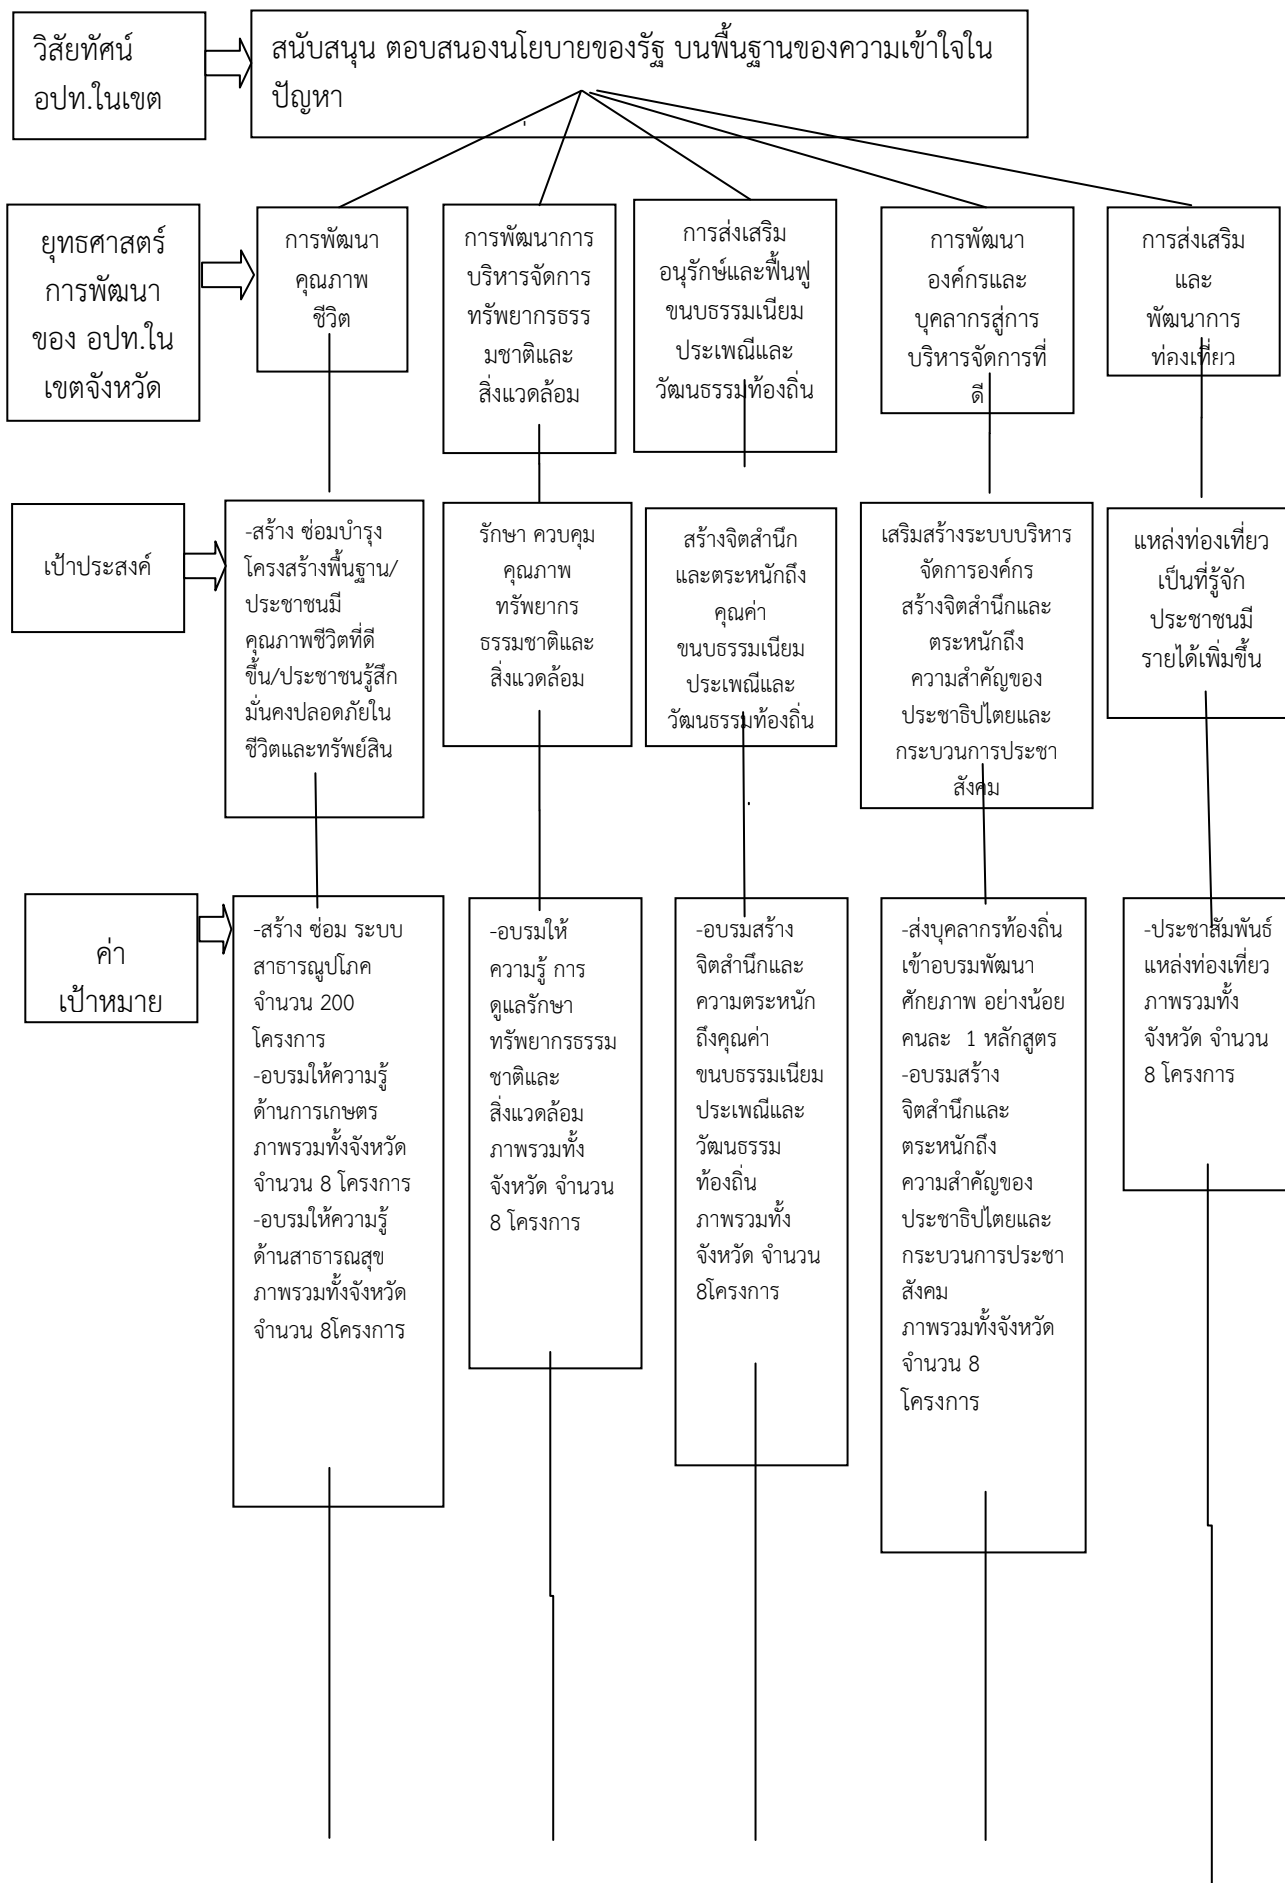 วิสัยทัศน์
อปท.ในเขต
สนับสนุน ตอบสนองนโยบายของรัฐ บนพื้นฐานของความเข้าใจใน
ปัญหา
ยุทธศาสตร์
การพัฒนา
ของ อปท.ใน
เขตจังหวัด
การพัฒนา
คุณภาพ
ชีวิต
การพัฒนาการ
บริหารจัดการ
ทรัพยากรธรร
มชาติและ
สิ่งแวดล้อม
การส่งเสริม
อนุรักษ์และฟื้นฟู
ขนบธรรมเนียม
ประเพณีและ
วัฒนธรรมท้องถิ่น
การพัฒนา
องค์กรและ
บุคลากรสู่การ
บริหารจัดการที่
ดี
การส่งเสริม
และ
พัฒนาการ
ท่องเที่ยว
เป้าประสงค์
-สร้าง ซ่อมบำรุง
โครงสร้างพื้นฐาน/
ประชาชนมี
คุณภาพชีวิตที่ดี
ขึ้น/ประชาชนรู้สึก
มั่นคงปลอดภัยใน
ชีวิตและทรัพย์สิน
รักษา ควบคุม
คุณภาพ
ทรัพยากร
ธรรมชาติและ
สิ่งแวดล้อม
สร้างจิตสำนึก
และตระหนักถึง
คุณค่า
ขนบธรรมเนียม
ประเพณีและ
วัฒนธรรมท้องถิ่น
เสริมสร้างระบบบริหาร
จัดการองค์กร
สร้างจิตสำนึกและ
ตระหนักถึง
ความสำคัญของ
ประชาธิปไตยและ
กระบวนการประชา
สังคม
แหล่งท่องเที่ยว
เป็นที่รู้จัก
ประชาชนมี
รายได้เพิ่มขึ้น
ค่า
เป้าหมาย
-สร้าง ซ่อม ระบบ
สาธารณูปโภค
จำนวน 200
โครงการ
-อบรมให้ความรู้
ด้านการเกษตร
ภาพรวมทั้งจังหวัด
จำนวน 8 โครงการ
-อบรมให้ความรู้
ด้านสาธารณสุข
ภาพรวมทั้งจังหวัด
จำนวน 8โครงการ
-อบรมให้
ความรู้ การ
ดูแลรักษา
ทรัพยากรธรรม
ชาติและ
สิ่งแวดล้อม
ภาพรวมทั้ง
จังหวัด จำนวน
8 โครงการ
-อบรมสร้าง
จิตสำนึกและ
ความตระหนัก
ถึงคุณค่า
ขนบธรรมเนียม
ประเพณีและ
วัฒนธรรม
ท้องถิ่น
ภาพรวมทั้ง
จังหวัด จำนวน
8โครงการ
-ส่งบุคลากรท้องถิ่น
เข้าอบรมพัฒนา
ศักยภาพ อย่างน้อย
คนละ 1 หลักสูตร
-อบรมสร้าง
จิตสำนึกและ
ตระหนักถึง
ความสำคัญของ
ประชาธิปไตยและ
กระบวนการประชา
สังคม
ภาพรวมทั้งจังหวัด
จำนวน 8
โครงการ
-ประชาสัมพันธ์
แหล่งท่องเที่ยว
ภาพรวมทั้ง
จังหวัด จำนวน
8 โครงการ